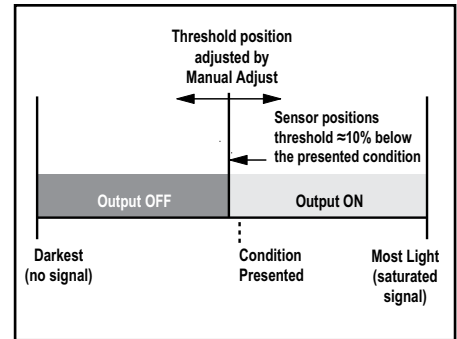 Threshold position
adjusted by
Manual Adjust
Sensor positions
threshold ≈10% below
the presented condition
Output OFF
Output ON
Darkest
(no signal)
Condition
Presented
Most Light
(saturated
signal)